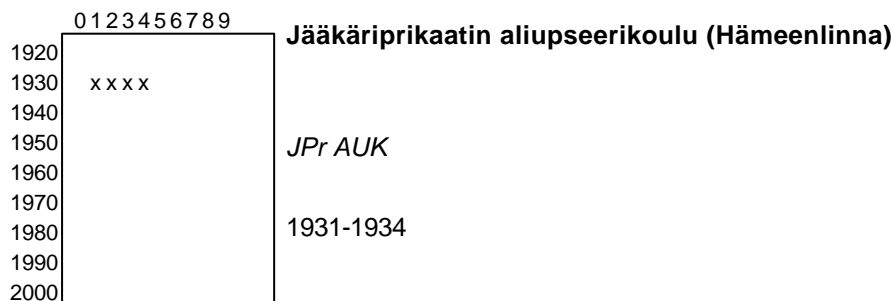 0 1 2 3 4 5 6 7 8 9
Jääkäriprikaatin aliupseerikoulu (Hämeenlinna)
1920
1930 x x x x
1940
1950 JPr AUK
1960
1970
1980 1931-1934
1990
2000